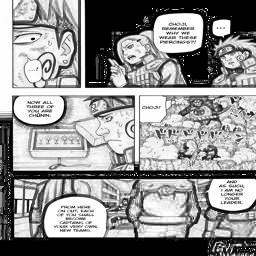 CHOJI,
REMEMBER
WHY WE
WEAR THESE
PIERCINGS?!
...
...
NOW ALL
THREE OF
YOU ARE
CHŪNIN.
CHOJI!
FROM HERE
ON OUT, EACH
OF YOU SHALL
BECOME
CAPTAINS OF
YOUR VERY OWN
NEW TEAMS.
AND
AS SUCH,
I AM NO
LONGER
YOUR
LEADER.